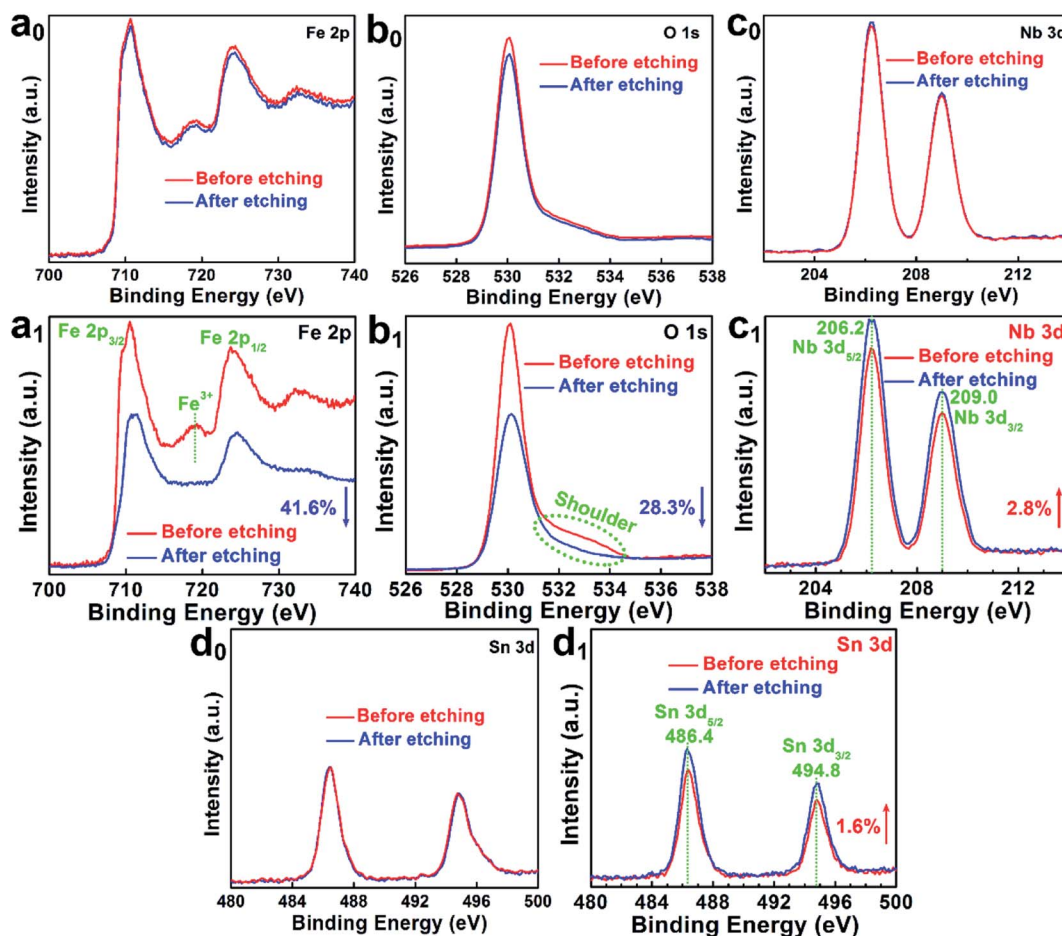 a0
Fe 2p
Intensity (a.u.)
Before etching
After etching
700 710 720 730 740
Binding Energy (eV)
b0
O 1s
Intensity (a.u.)
Before etching
After etching
526 528 530 532 534 536 538
Binding Energy (eV)
c0
Nb 3d
Intensity (a.u.)
Before etching
After etching
204 206 208 210 212
Binding Energy (eV)
a1
Fe 2p
Fe 2p3/2
Fe 2p1/2
Fe3+
Intensity (a.u.)
41.6%
Before etching
After etching
700 710 720 730 740
Binding Energy (eV)
b1
O 1s
Intensity (a.u.)
Before etching
After etching
Shoulder
28.3%
526 528 530 532 534 536 538
Binding Energy (eV)
c1
Nb 3d
206.2
Nb 3d5/2
Before etching
After etching
209.0
Nb 3d3/2
Intensity (a.u.)
2.8%
204 206 208 210 212
Binding Energy (eV)
d0
Sn 3d
Intensity (a.u.)
Before etching
After etching
480 484 488 492 496 500
Binding Energy (eV)
d1
Sn 3d
Before etching
After etching
Intensity (a.u.)
Sn 3d5/2
486.4
Sn 3d3/2
494.8
1.6%
480 484 488 492 496 500
Binding Energy (eV)